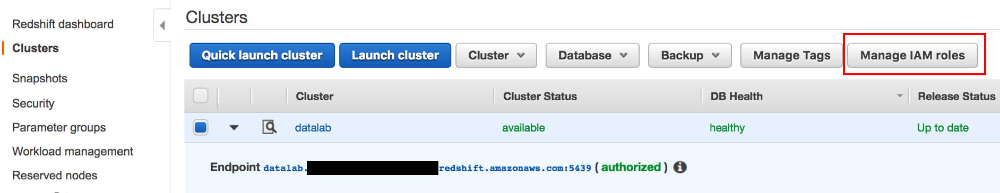 Redshift dashboard
Clusters
Snapshots
Security
Parameter groups
Workload management
Reserved nodes
Clusters
Quick launch cluster Launch cluster Cluster Database Backup Manage Tags Manage IAM roles
Cluster Cluster Status DB Health Release Status
datalab available healthy Up to date
Endpoint datalab. redshift.amazonaws.com:5439 ( authorized )